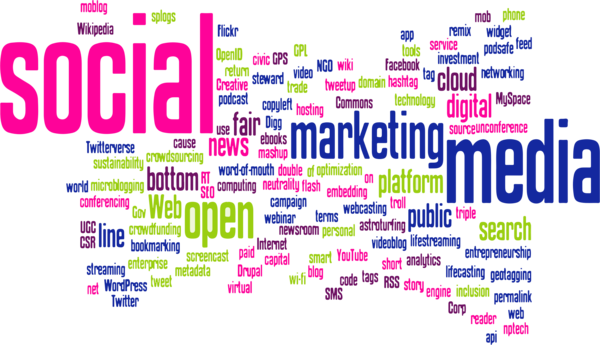 moblog
splogs
mob
phone
Wikipedia
flickr
app
remix
widget
social
OpenID
civic
GPS
GPL
tools
service
podsafe
feed
return
steward
video
NGO
wiki
Facebook
investment
Creative
trade
tweetup
domain
hashtag
tag
cloud
networking
podcast
copyleft
hosting
Commons
technology
digital
MySpace
use
fair
Digg
marketing
source
unconference
Twitterverse
cause
news
ebooks
mashup
media
sustainability
crowdsourcing
word-of-mouth
double
of
optimization
world
microblogging
bottom
RT
SEO
computing
neutrality
flash
on
platform
conferencing
embedding
troll
Gov
Web
open
campaign
terms
webcasting
public
triple
UGC
CSR
line
crowdfunding
webinar
astroturfing
search
bookmarking
newsroom
personal
videoblog
lifestreaming
screencast
paid
Internet
entrepreneurship
streaming
enterprise
metadata
Drupal
capital
smart
YouTube
short
analytics
lifecasting
geotagging
net
WordPress
tweet
virtual
wi-fi
blog
code
tags
RSS
story
engine
inclusion
permalink
Twitter
SMS
Corp
web
reader
nptech
api